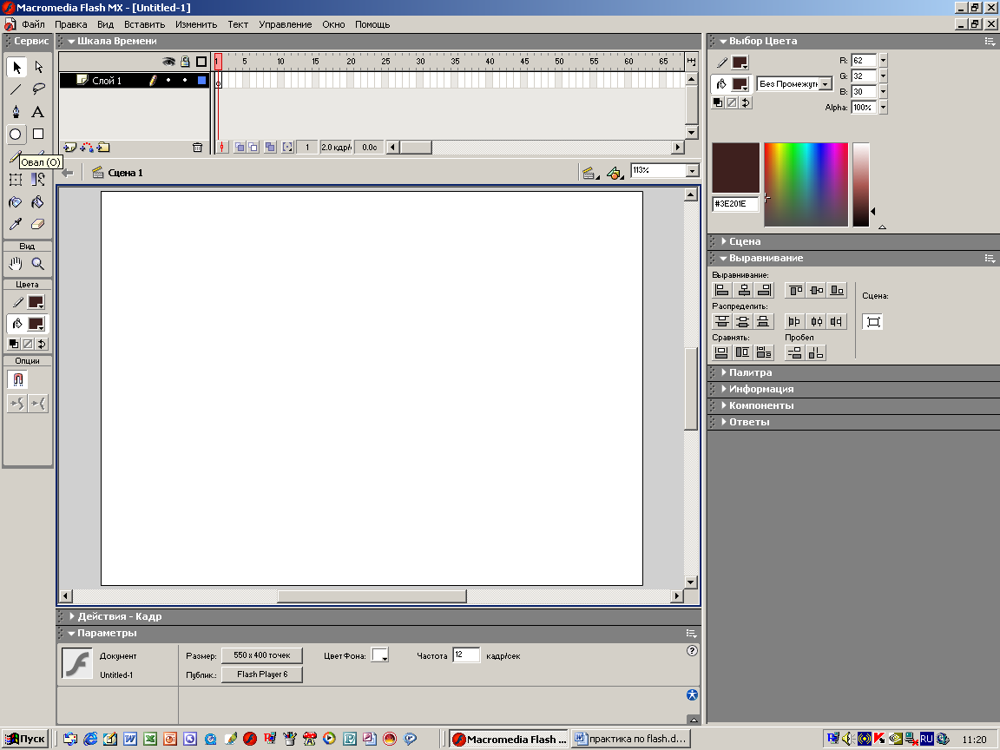 Macromedia Flash MX - [Untitled-1]
Файл Правка Вид Вставить Изменить Тект Управление Окно Помощь
Сервис
Шкала Времени
1 5 10 15 20 25 30 35 40 45 50 55 60 65
Слой 1
1 2.0 кдр/ 0.0с
Овал (O)
Сцена 1
113%
Вид
Цвета
Опции
Выбор Цвета
R: 62
G: 32
B: 30
Alpha: 100%
Без Промежутк
#3E201E
Сцена
Выравнивание
Выравнивание:
Распределить:
Сравнять:
Пробел
Сцена:
Палитра
Информация
Компоненты
Ответы
Действия - Кадр
Параметры
Документ
Untitled-1
Размер: 550 x 400 точек
Публик.: Flash Player 6
Цвет Фона:
Частота 12 кадр/сек
Пуск
Macromedia Flash ...
практика по flash.d...
RU
11:20